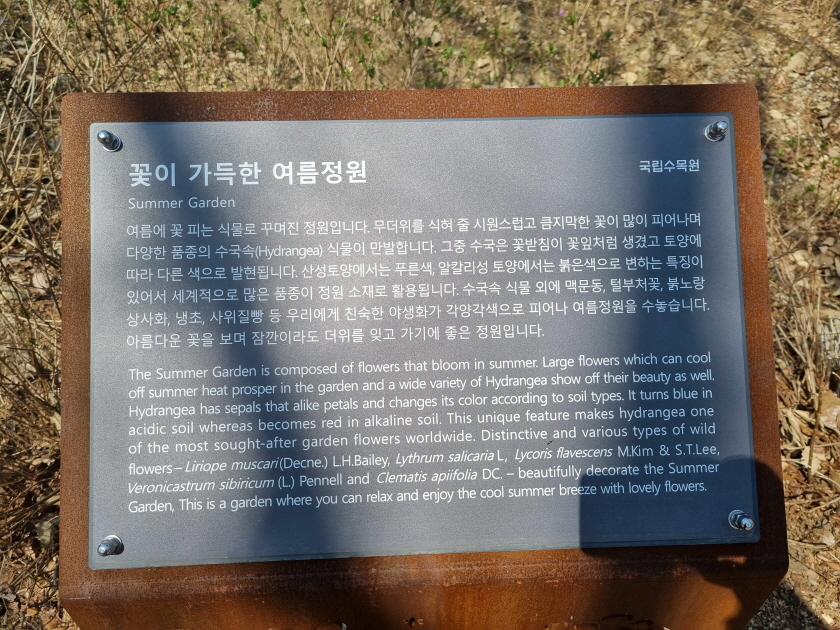 꽃이 가득한 여름정원
국립수목원
Summer Garden
여름에 꽃 피는 식물로 꾸며진 정원입니다. 무더위를 식혀 줄 시원스럽고 큼지막한 꽃이 많이 피어나며
다양한 품종의 수국속(Hydrangea) 식물이 만발합니다. 그중 수국은 꽃받침이 꽃잎처럼 생겼고 토양에
따라 다른 색으로 발현됩니다. 산성토양에서는 푸른색, 알칼리성 토양에서는 붉은색으로 변하는 특징이
있어서 세계적으로 많은 품종이 정원 소재로 활용됩니다. 수국속 식물 외에 맥문동, 털부처꽃, 붉노랑
상사화, 냉초, 사위질빵 등 우리에게 친숙한 야생화가 각양각색으로 피어나 여름정원을 수놓습니다.
아름다운 꽃을 보며 잠깐이라도 더위를 잊고 가기에 좋은 정원입니다.
The Summer Garden is composed of flowers that bloom in summer. Large flowers which can cool
off summer heat prosper in the garden and a wide variety of Hydrangea show off their beauty as well.
Hydrangea has sepals that alike petals and changes its color according to soil types. It turns blue in
acidic soil whereas becomes red in alkaline soil. This unique feature makes hydrangea one
of the most sought-after garden flowers worldwide. Distinctive and various types of wild
flowers – Liriope muscari (Decne.) L.H.Bailey, Lythrum salicaria L, Lycoris flavescens M.Kim & S.T.Lee,
Veronicastrum sibiricum (L.) Pennell and Clematis apiifolia DC. – beautifully decorate the Summer
Garden, This is a garden where you can relax and enjoy the cool summer breeze with lovely flowers.